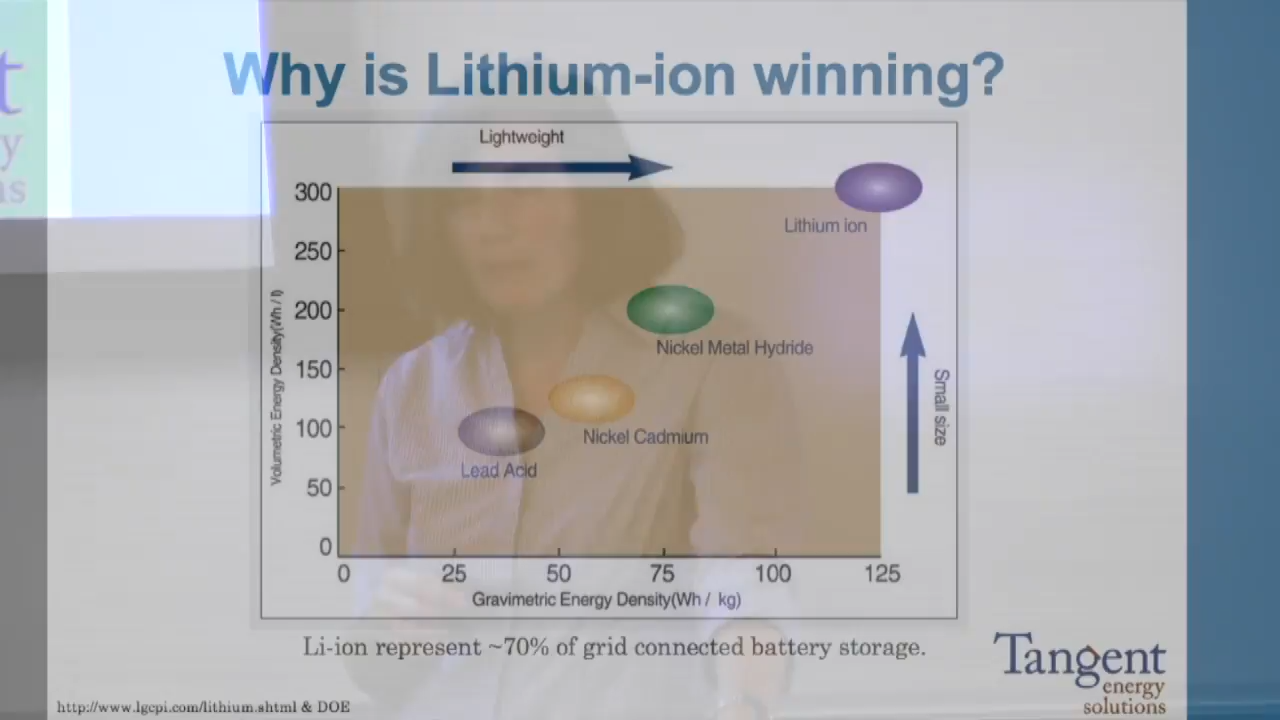 Why is Lithium-ion winning?
Lightweight
300
250
200
150
100
50
0
Volumetric Energy Density(Wh / l)
Lithium ion
Nickel Metal Hydride
Nickel Cadmium
Lead Acid
Small size
0 25 50 75 100 125
Gravimetric Energy Density(Wh / kg)
Li-ion represent ~70% of grid connected battery storage.
Tangent
energy
solutions
http://www.lgcpi.com/lithium.shtml & DOE
t
y
ns